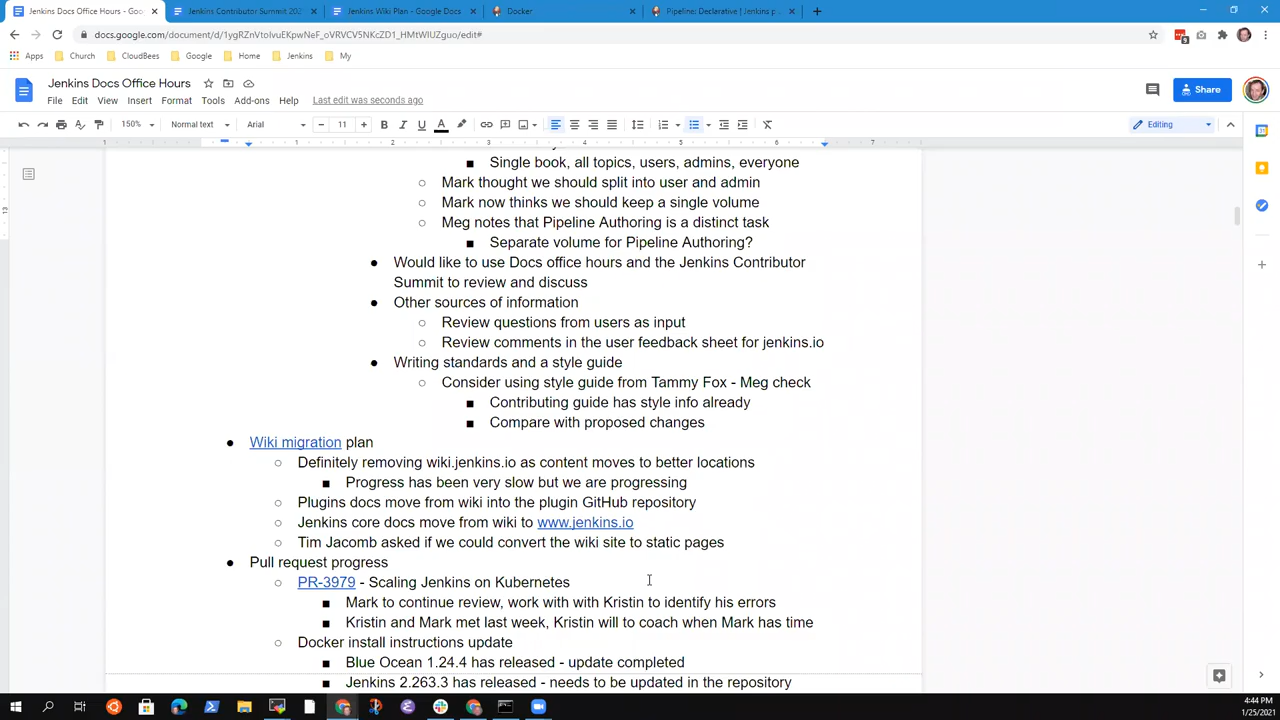 Jenkins Docs Office Hours - Goo
Jenkins Contributor Summit 202
Jenkins Wiki Plan - Google Docs
Docker
Pipeline: Declarative | Jenkins p
docs.google.com/document/d/1ygRZnVtoIvuEKpwNeF_oVRVCV5NKcZD1_HMtWIUZguo/edit#
Apps
Church
CloudBees
Google
Home
Jenkins
My
Jenkins Docs Office Hours
File Edit View Insert Format Tools Add-ons Help Last edit was seconds ago
Share
150% Normal text Arial 11
Editing
1 1 2 3 4 5 6 7
Single book, all topics, users, admins, everyone
Mark thought we should split into user and admin
Mark now thinks we should keep a single volume
Meg notes that Pipeline Authoring is a distinct task
Separate volume for Pipeline Authoring?
Would like to use Docs office hours and the Jenkins Contributor
Summit to review and discuss
Other sources of information
Review questions from users as input
Review comments in the user feedback sheet for jenkins.io
Writing standards and a style guide
Consider using style guide from Tammy Fox - Meg check
Contributing guide has style info already
Compare with proposed changes
Wiki migration plan
Definitely removing wiki.jenkins.io as content moves to better locations
Progress has been very slow but we are progressing
Plugins docs move from wiki into the plugin GitHub repository
Jenkins core docs move from wiki to www.jenkins.io
Tim Jacomb asked if we could convert the wiki site to static pages
Pull request progress
PR-3979 - Scaling Jenkins on Kubernetes
Mark to continue review, work with with Kristin to identify his errors
Kristin and Mark met last week, Kristin will to coach when Mark has time
Docker install instructions update
Blue Ocean 1.24.4 has released - update completed
Jenkins 2.263.3 has released - needs to be updated in the repository
4:44 PM
1/25/2021